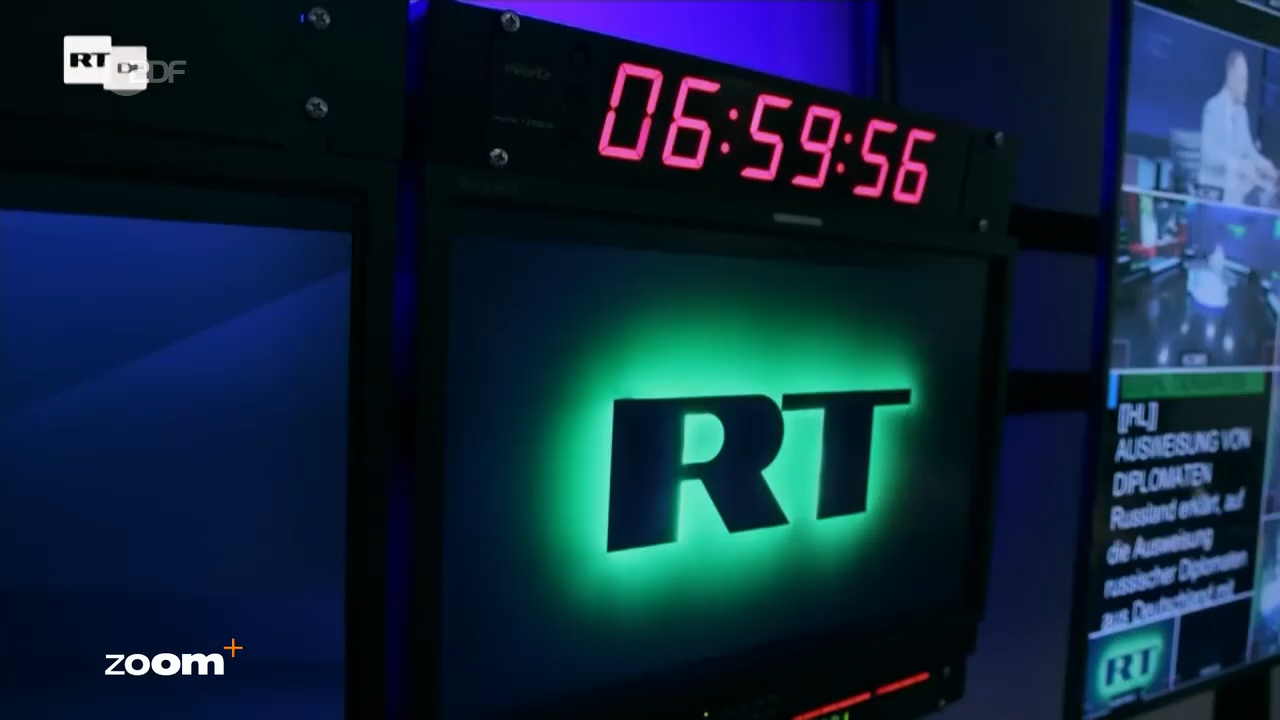 RT
DE
ZDF
06:59:56
evertz
RT
[[HL]]
AUSWEISUNG VON
DIPLOMATEN
Russland erklärt, auf
die Ausweisung
russischer Diplomaten
aus Deutschland mit
RT
zoom+